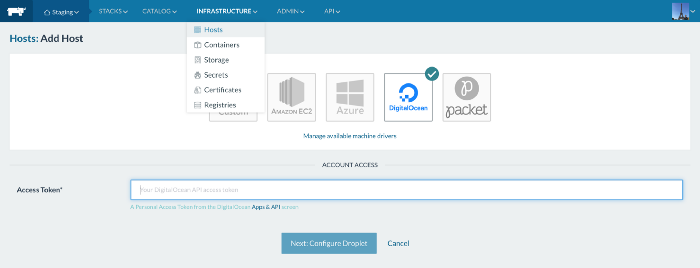 Staging STACKS CATALOG INFRASTRUCTURE ADMIN API
Hosts: Add Host
Hosts
Containers
Storage
Secrets
Certificates
Registries
Custom AMAZON EC2 Azure DigitalOcean packet
Manage available machine drivers
ACCOUNT ACCESS
Access Token*
Your DigitalOcean API access token
A Personal Access Token from the DigitalOcean Apps & API screen
Next: Configure Droplet Cancel